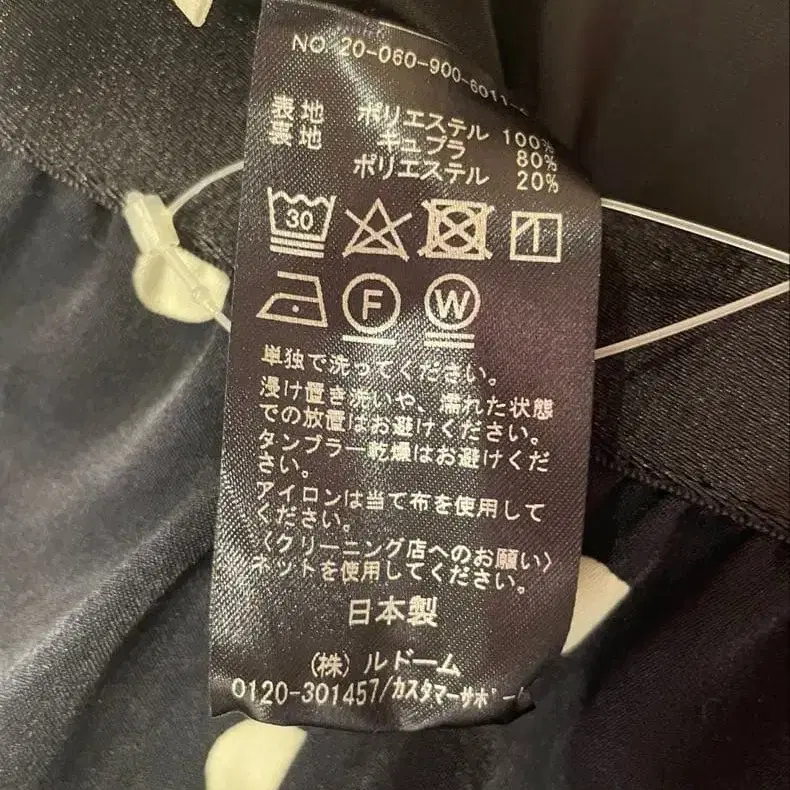 NO 20-060-900-6011-
表地 ポリエステル 100%
裏地 キュプラ 80%
ポリエステル 20%
30
F W
単独で洗ってください。
浸け置き洗いや、濡れた状態
での放置はお避けください。
タンブラー乾燥はお避けくだ
さい。
アイロンは当て布を使用して
ください。
〈クリーニング店へのお願い〉
ネットを使用してください。
日本製
(株) ルドーム
0120-301457/カスタマーサポート